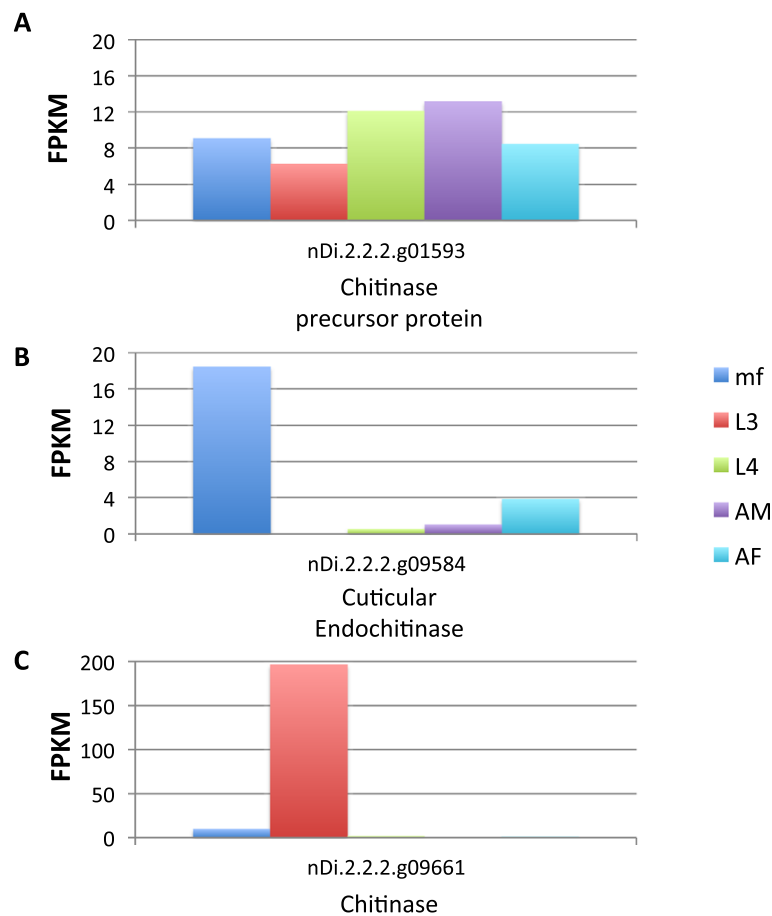 A
20
16
12
8
4
0
FPKM
nDi.2.2.2.g01593
Chitinase
precursor protein
B
20
16
12
8
4
0
FPKM
nDi.2.2.2.g09584
Cuticular
Endochitinase
mf
L3
L4
AM
AF
C
200
150
100
50
0
FPKM
nDi.2.2.2.g09661
Chitinase